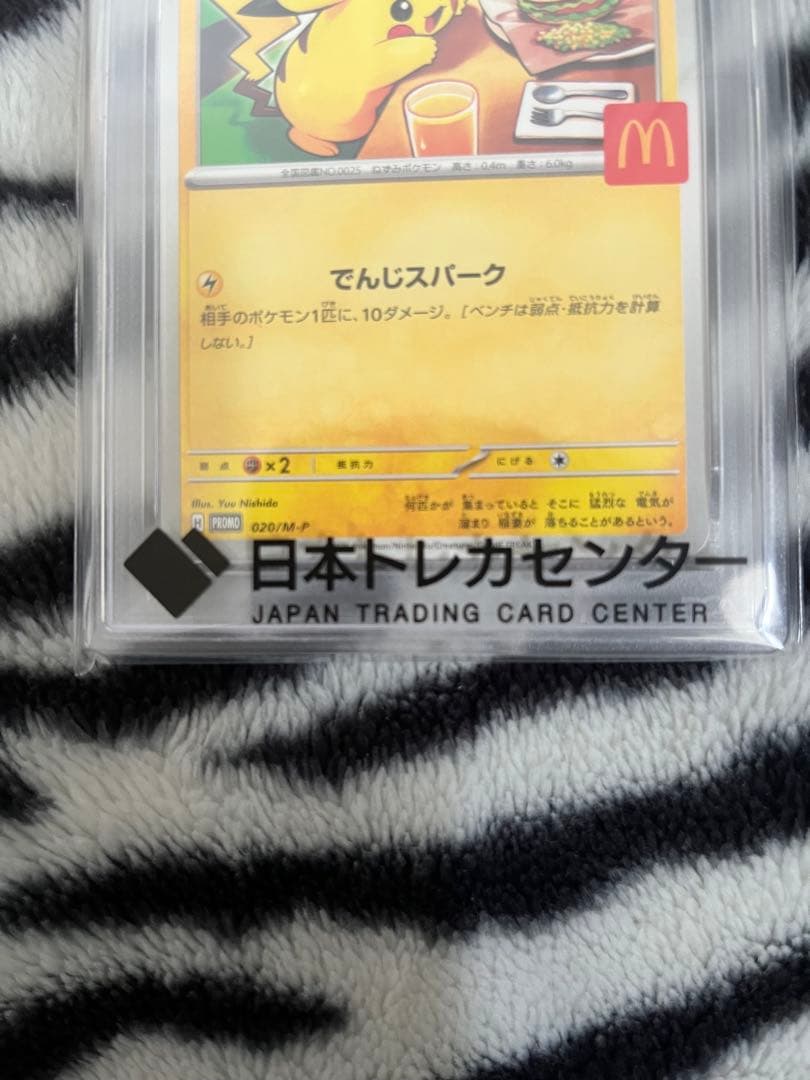 全国図鑑NO.0025 ねずみポケモン 高さ:0.4m 重さ:6.0kg
でんじスパーク
相手のポケモン1匹に、10ダメージ。[ベンチは弱点・抵抗力を計算
しない。]
弱点 ×2 抵抗力 にげる
Illus. Yuu Nishida
何匹かが 集まっていると そこに 猛烈な 電気が
溜まり 稲妻が 落ちることがあるという。
PROMO 020/M-P
日本トレカセンター
JAPAN TRADING CARD CENTER